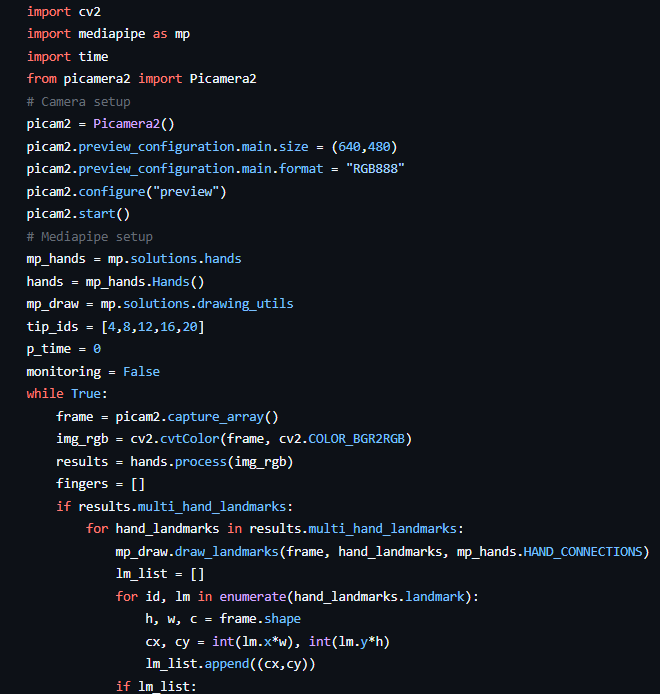 import cv2
import mediapipe as mp
import time
from picamera2 import Picamera2
# Camera setup
picam2 = Picamera2()
picam2.preview_configuration.main.size = (640,480)
picam2.preview_configuration.main.format = "RGB888"
picam2.configure("preview")
picam2.start()
# Mediapipe setup
mp_hands = mp.solutions.hands
hands = mp_hands.Hands()
mp_draw = mp.solutions.drawing_utils
tip_ids = [4,8,12,16,20]
p_time = 0
monitoring = False
while True:
    frame = picam2.capture_array()
    img_rgb = cv2.cvtColor(frame, cv2.COLOR_BGR2RGB)
    results = hands.process(img_rgb)
    fingers = []
    if results.multi_hand_landmarks:
        for hand_landmarks in results.multi_hand_landmarks:
            mp_draw.draw_landmarks(frame, hand_landmarks, mp_hands.HAND_CONNECTIONS)
            lm_list = []
            for id, lm in enumerate(hand_landmarks.landmark):
                h, w, c = frame.shape
                cx, cy = int(lm.x*w), int(lm.y*h)
                lm_list.append((cx,cy))
            if lm_list: